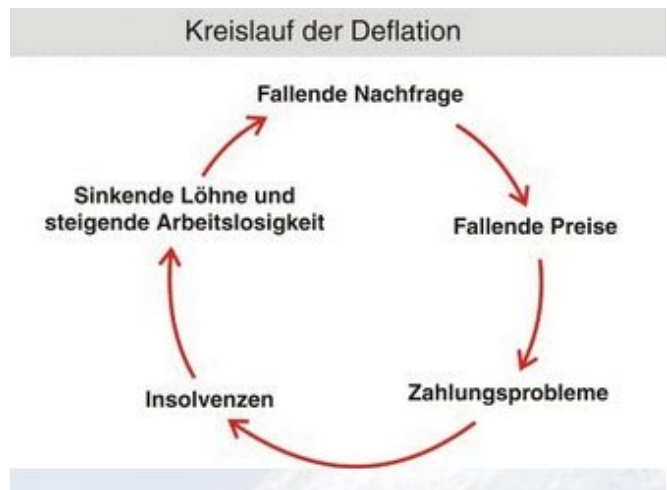 Kreislauf der Deflation
Fallende Nachfrage
Fallende Preise
Zahlungsprobleme
Insolvenzen
Sinkende Löhne und
steigende Arbeitslosigkeit